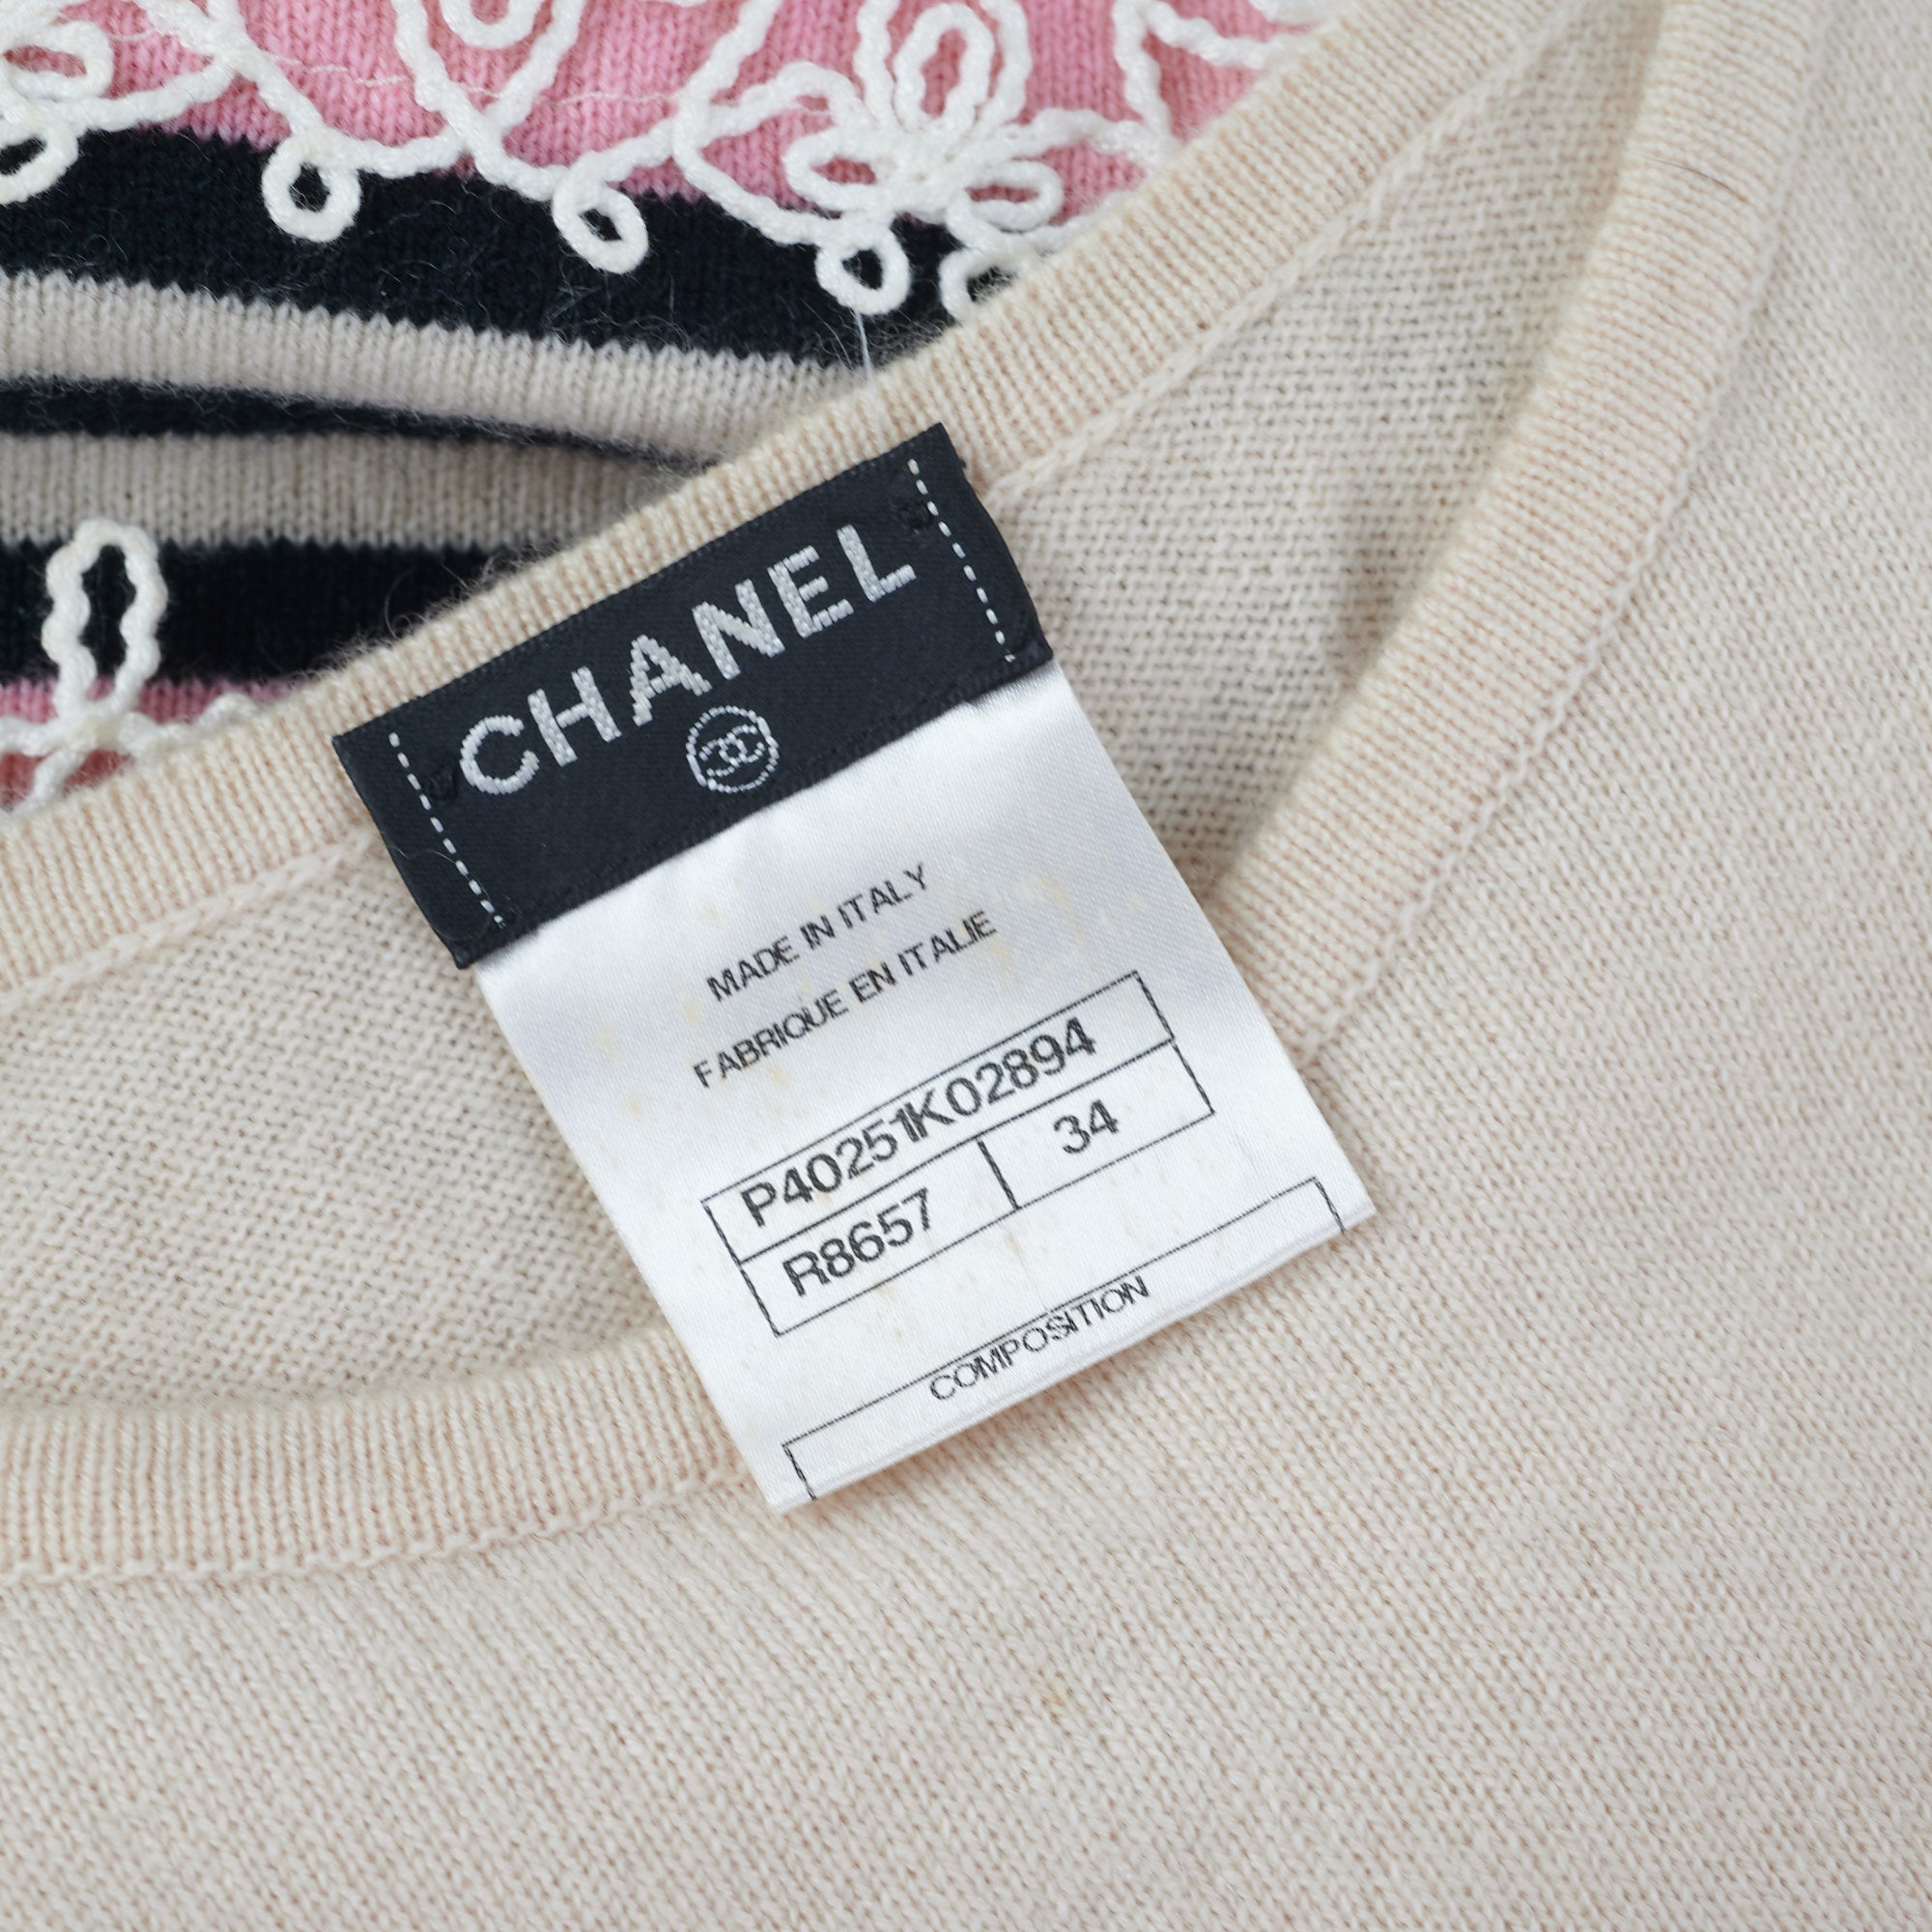 CHANEL
MADE IN ITALY
FABRIQUE EN ITALIE
P40251K02894
R8657 34
COMPOSITION